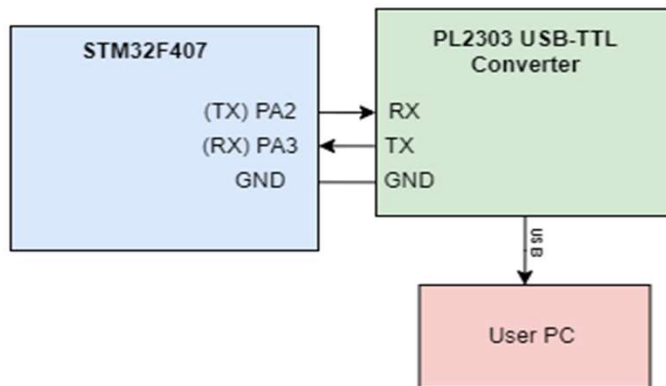 STM32F407
(TX) PA2
(RX) PA3
GND
PL2303 USB-TTL
Converter
RX
TX
GND
USB
User PC